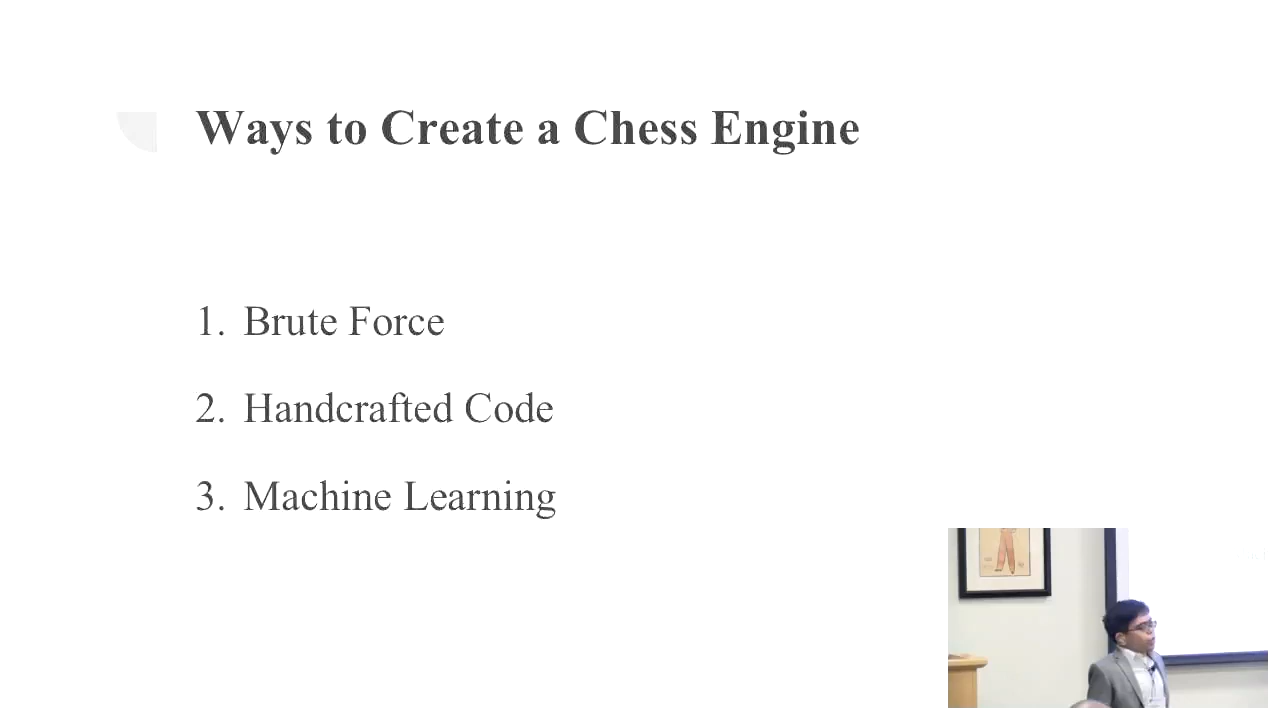 Ways to Create a Chess Engine
1. Brute Force
2. Handcrafted Code
3. Machine Learning